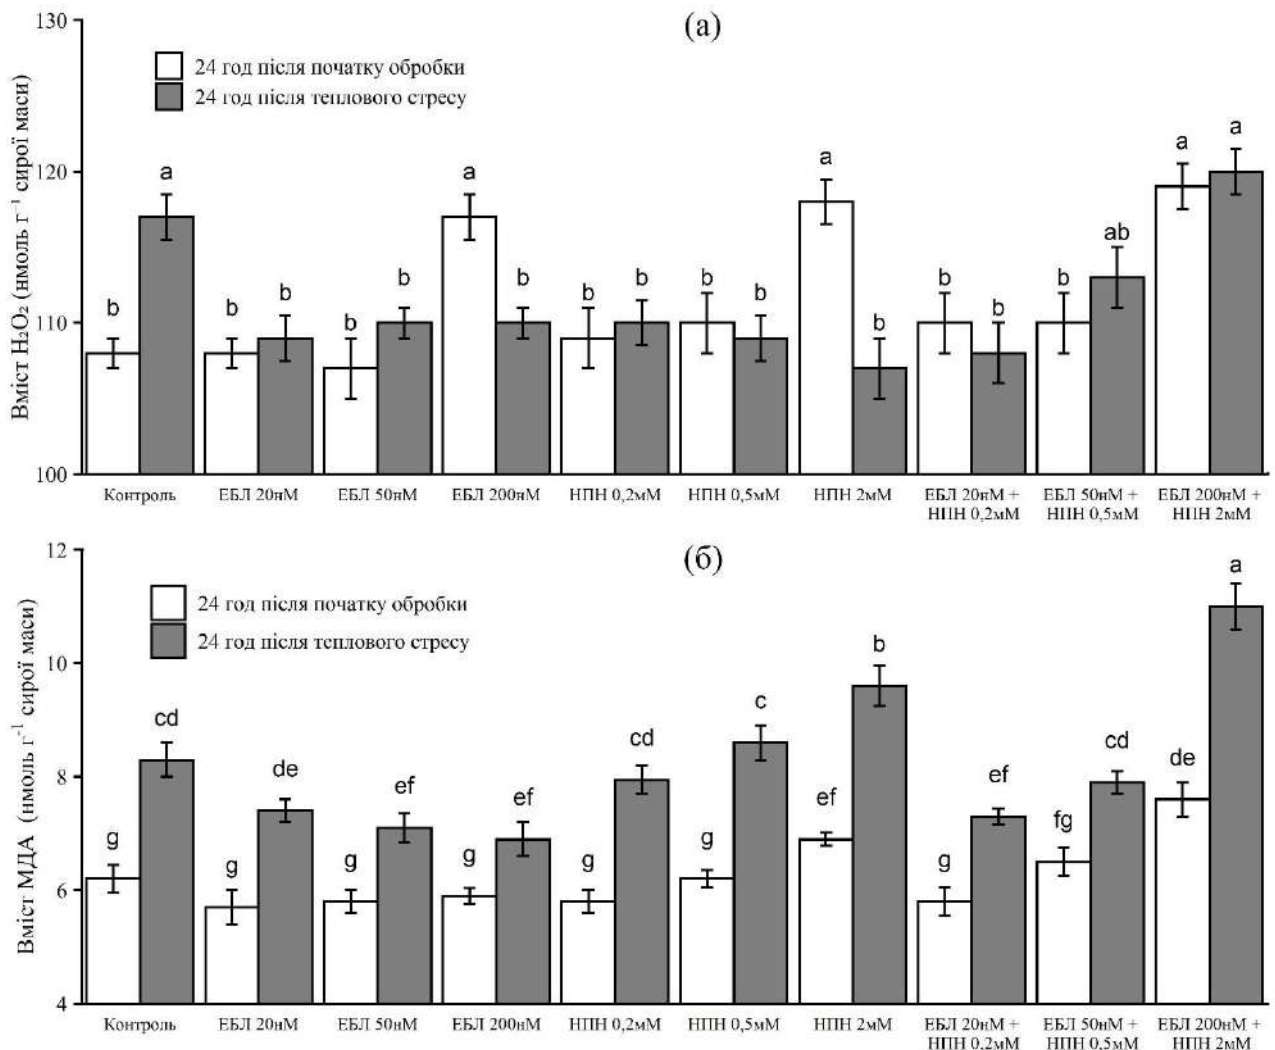 (а)
130
120
110
100
Вміст H₂O₂ (нмоль г⁻¹ сирої маси)
24 год після початку обробки
24 год після теплового стресу
b a b b b b a b b b b b a b b b b ab a a
Контроль ЕБЛ 20нМ ЕБЛ 50нМ ЕБЛ 200нМ НПН 0,2мМ НПН 0,5мМ НПН 2мМ ЕБЛ 20нМ + ЕБЛ 50нМ + ЕБЛ 200нМ +
НПН 0,2мМ НПН 0,5мМ НПН 2мМ
(б)
12
10
8
6
4
Вміст МДА (нмоль г⁻¹ сирої маси)
24 год після початку обробки
24 год після теплового стресу
g cd g de g ef g ef g cd g c ef b g ef fg cd de a
Контроль ЕБЛ 20нМ ЕБЛ 50нМ ЕБЛ 200нМ НПН 0,2мМ НПН 0,5мМ НПН 2мМ ЕБЛ 20нМ + ЕБЛ 50нМ + ЕБЛ 200нМ +
НПН 0,2мМ НПН 0,5мМ НПН 2мМ